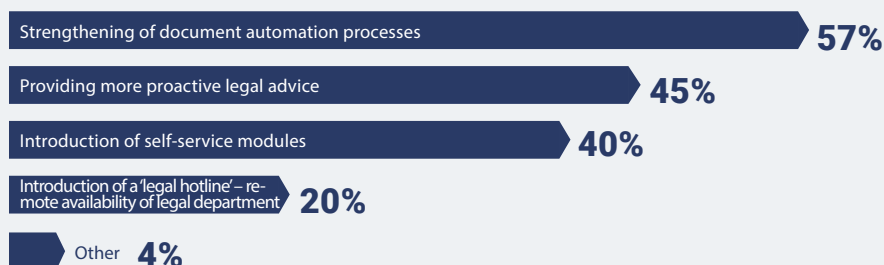 Strengthening of document automation processes 57%
Providing more proactive legal advice 45%
Introduction of self-service modules 40%
Introduction of a 'legal hotline' – re-
mote availability of legal department 20%
Other 4%